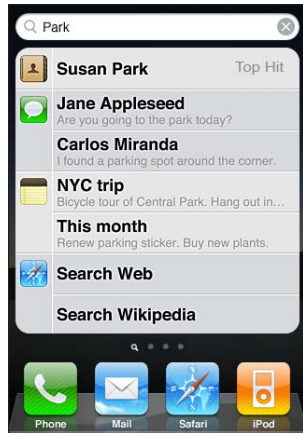 Park
Susan Park Top Hit
Jane Appleseed
Are you going to the park today?
Carlos Miranda
I found a parking spot around the corner.
NYC trip
Bicycle tour of Central Park. Hang out in…
This month
Renew parking sticker. Buy new plants.
Search Web
Search Wikipedia
Phone Mail Safari iPod